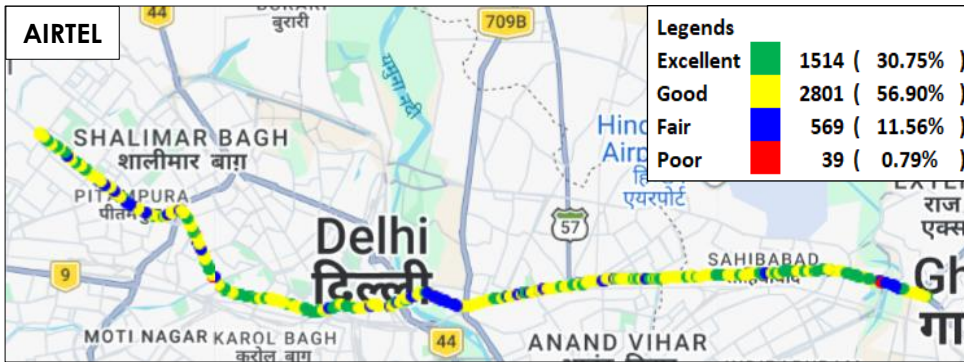 AIRTEL
44
BURARI
बुरारी
709B
Legends
Excellent 1514 ( 30.75% )
Good 2801 ( 56.90% )
Fair 569 ( 11.56% )
Poor 39 ( 0.79% )
यमुना नदी
SHALIMAR BAGH
शालीमार बाग़
PITAMPURA
57
एयरपोर्ट
राज
एक्स
Delhi
दिल्ली
9
SAHIBABAD
Gh
गा
MOTI NAGAR
KAROL BAGH
करोल बाग
44
ANAND VIHAR